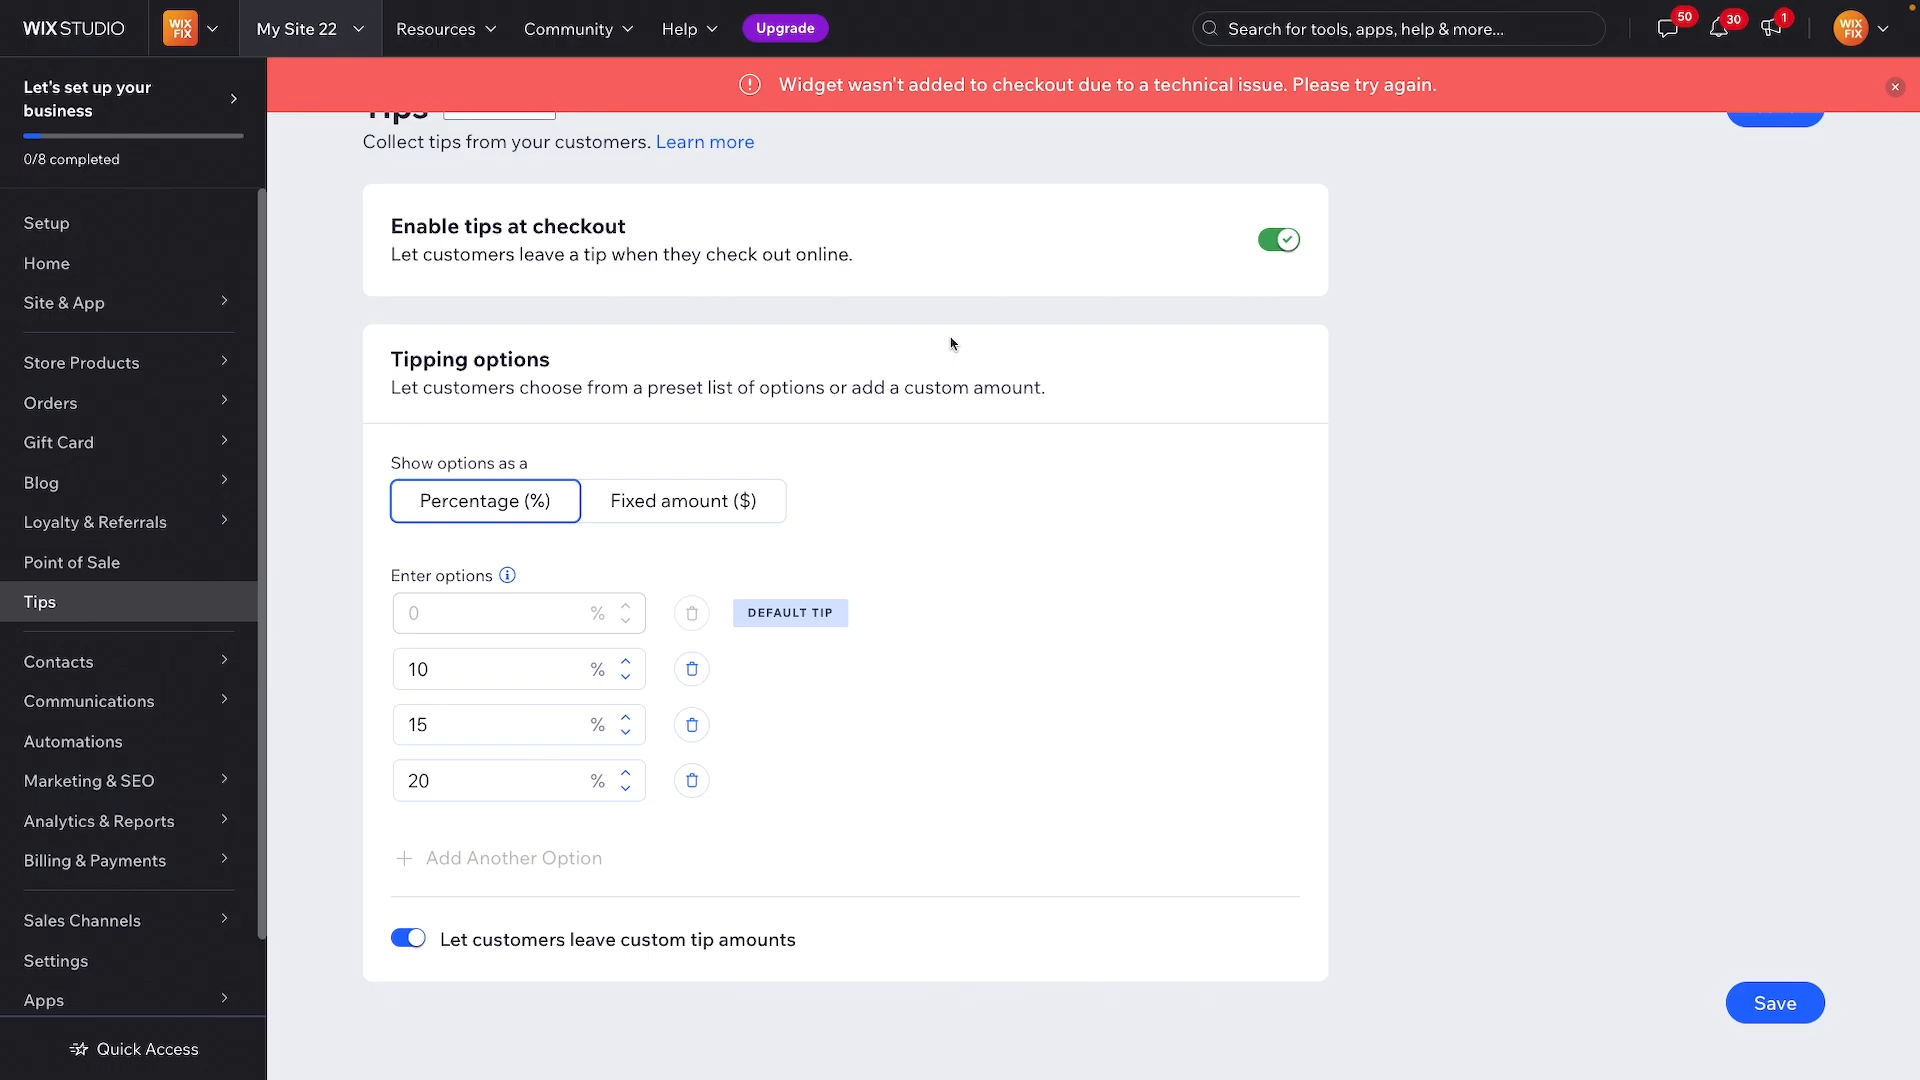 WIX STUDIO
WIX FIX
My Site 22
Resources
Community
Help
Upgrade
Search for tools, apps, help & more...
50
30
1
WIX FIX
Let's set up your
business
0/8 completed
Setup
Home
Site & App
Store Products
Orders
Gift Card
Blog
Loyalty & Referrals
Point of Sale
Tips
Contacts
Communications
Automations
Marketing & SEO
Analytics & Reports
Billing & Payments
Sales Channels
Settings
Apps
Quick Access
Widget wasn't added to checkout due to a technical issue. Please try again.
Tips
Collect tips from your customers. Learn more
Enable tips at checkout
Let customers leave a tip when they check out online.
Tipping options
Let customers choose from a preset list of options or add a custom amount.
Show options as a
Percentage (%)
Fixed amount ($)
Enter options
0 %
DEFAULT TIP
10 %
15 %
20 %
+ Add Another Option
Let customers leave custom tip amounts
Save